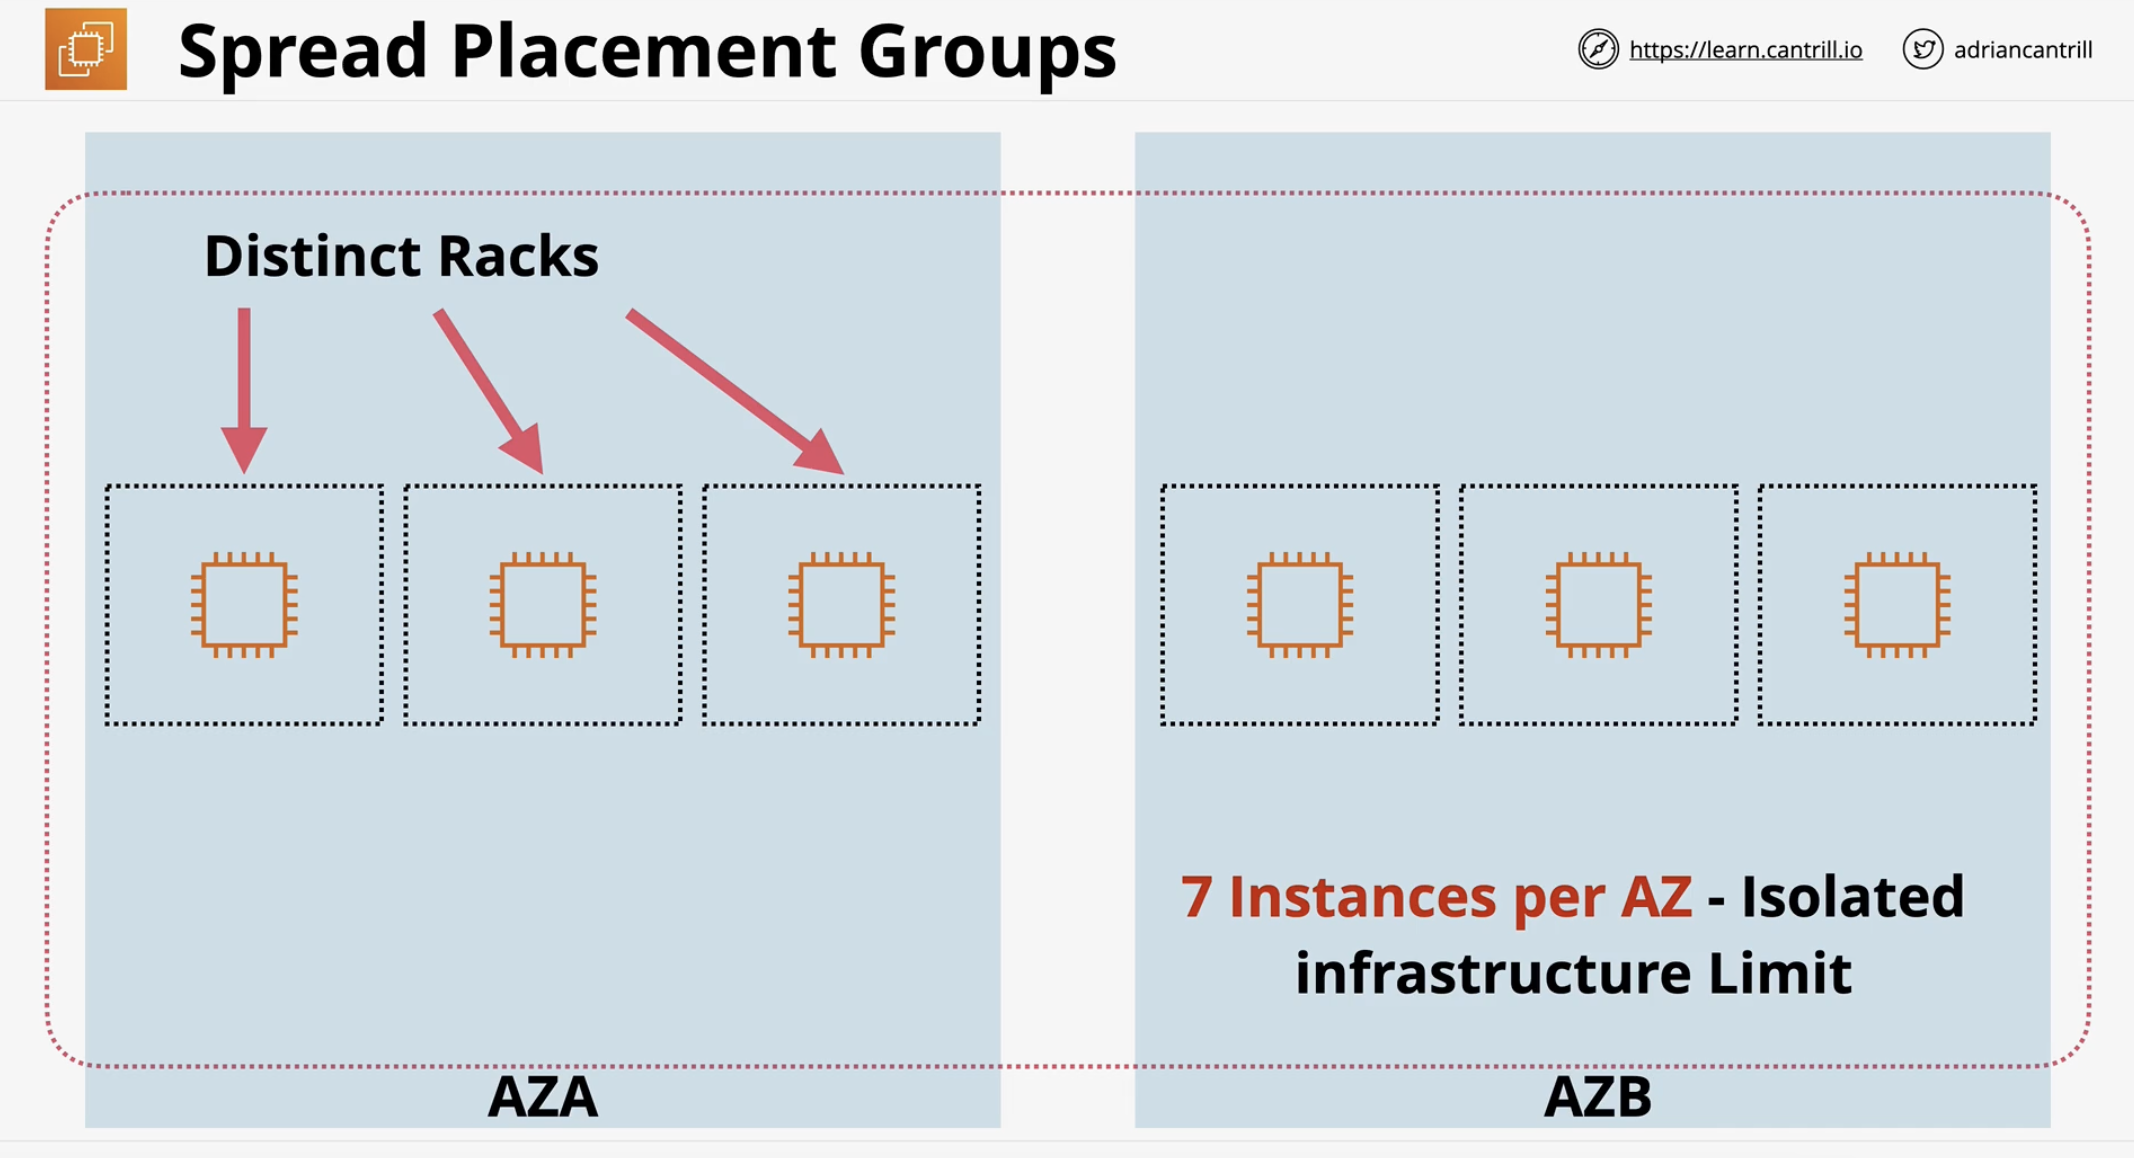 Spread Placement Groups
https://learn.cantrill.io
adriancantrill
Distinct Racks
7 Instances per AZ - Isolated
infrastructure Limit
AZA
AZB